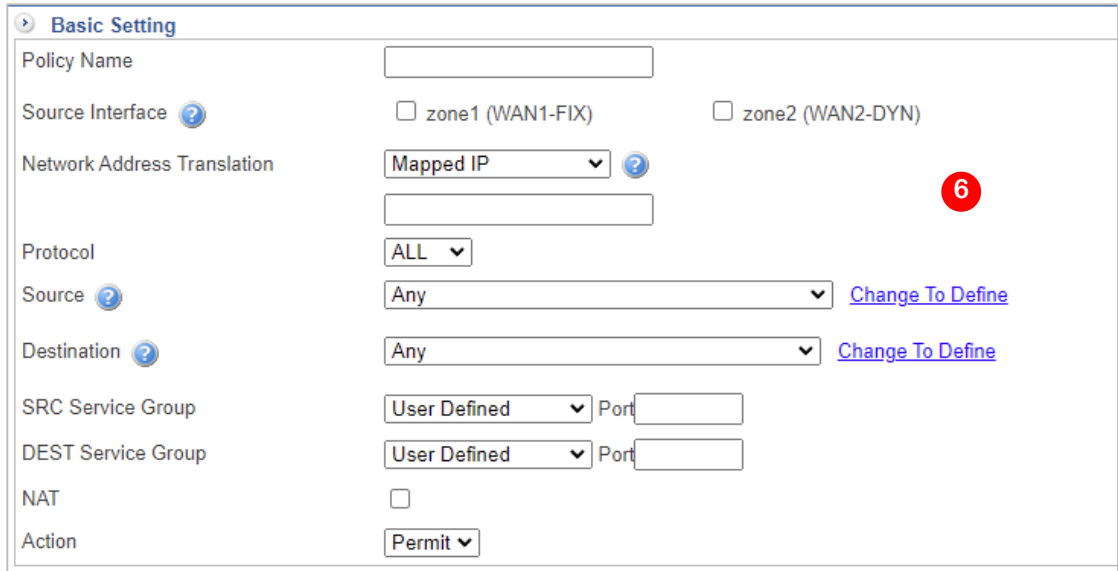 Basic Setting
Policy Name
Source Interface ? zone1 (WAN1-FIX) zone2 (WAN2-DYN)
Network Address Translation Mapped IP ?
6
Protocol ALL
Source ? Any Change To Define
Destination ? Any Change To Define
SRC Service Group User Defined Port
DEST Service Group User Defined Port
NAT
Action Permit